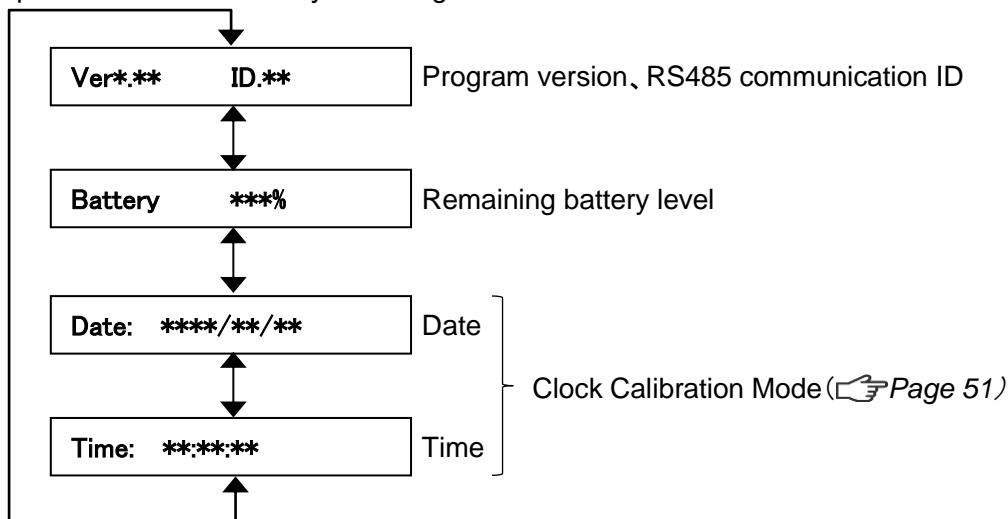 Ver*.** ID.** Program version、RS485 communication ID
Battery ***% Remaining battery level
Date: ****/**/** Date
Clock Calibration Mode(Page 51)
Time: **:**:** Time